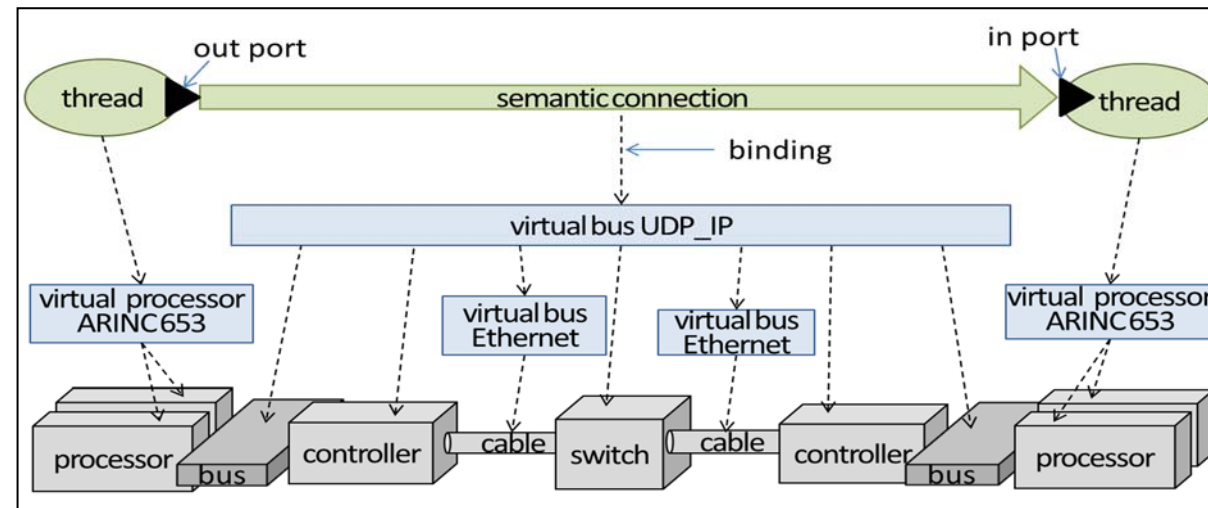 out port
in port
thread
semantic connection
thread
binding
virtual bus UDP_IP
virtual processor
ARINC653
virtual bus
Ethernet
virtual bus
Ethernet
virtual processor
ARINC653
processor
bus
controller
cable
switch
cable
controller
bus
processor